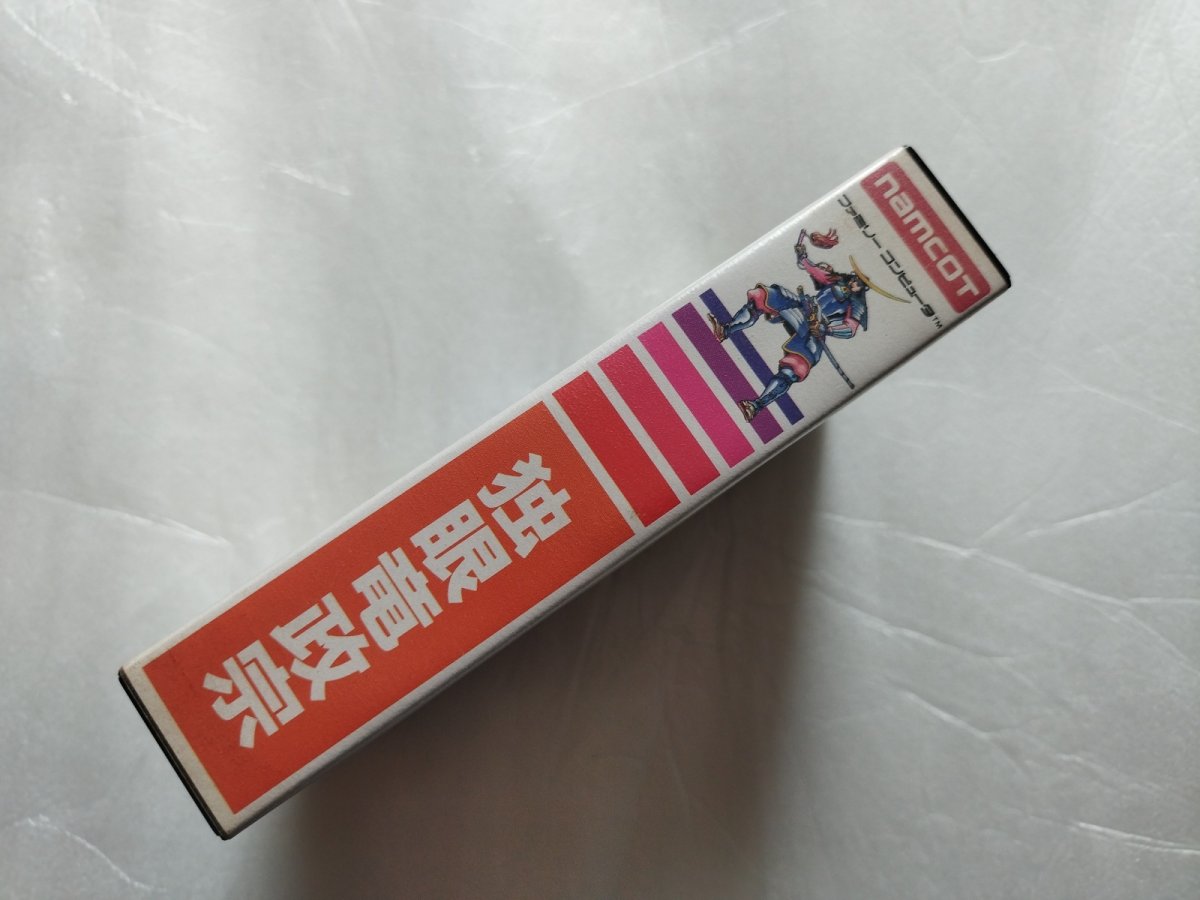 namcot
ファミリー コンピュータ™
独眼竜政宗